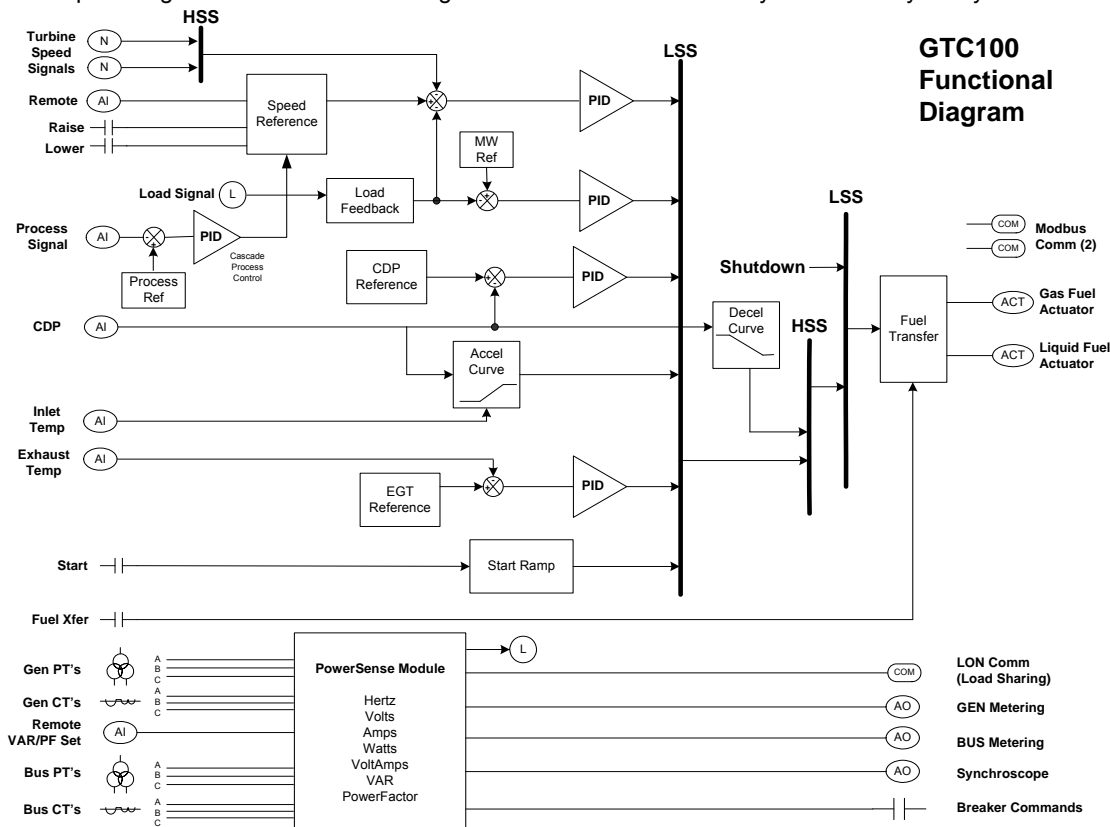 HSS
Turbine
Speed
Signals
N
N
LSS
GTC100
Functional
Diagram
Remote
AI
Speed
Reference
PID
Raise
Lower
MW
Ref
Load Signal
L
Load
Feedback
PID
LSS
Process
Signal
AI
PID
Cascade
Process
Control
Process
Ref
CDP
Reference
PID
Shutdown
COM
COM
Modbus
Comm (2)
CDP
AI
Decel
Curve
HSS
Fuel
Transfer
ACT
Gas Fuel
Actuator
ACT
Liquid Fuel
Actuator
Accel
Curve
Inlet
Temp
AI
Exhaust
Temp
AI
EGT
Reference
PID
Start
Start Ramp
Fuel Xfer
Gen PT's
A
B
C
Gen CT's
A
B
C
Remote
VAR/PF Set
AI
Bus PT's
A
B
C
Bus CT's
A
B
C
PowerSense Module
Hertz
Volts
Amps
Watts
VoltAmps
VAR
PowerFactor
L
COM
LON Comm
(Load Sharing)
AO
GEN Metering
AO
BUS Metering
AO
Synchroscope
Breaker Commands